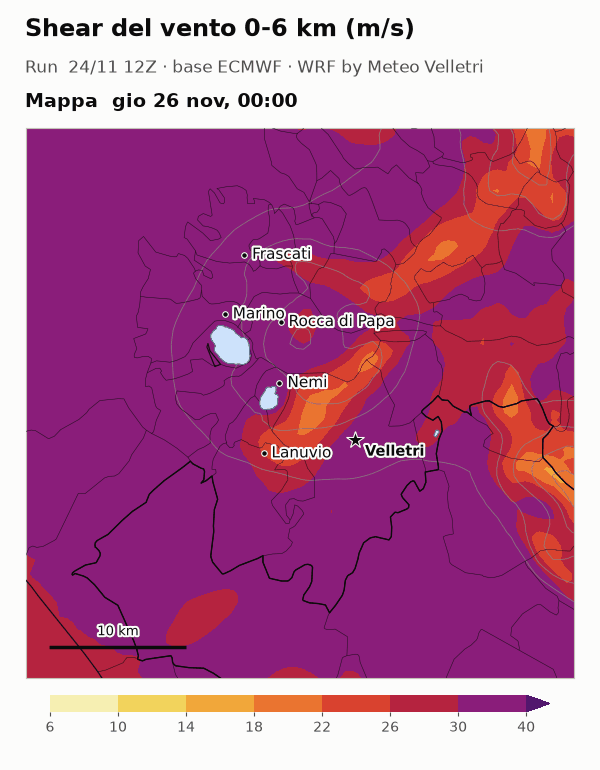 Shear del vento 0-6 km (m/s)
Run  24/11 12Z · base ECMWF · WRF by Meteo Velletri
Mappa  gio 26 nov, 00:00
Frascati
Marino
Rocca di Papa
Nemi
Velletri
Lanuvio
10 km
6 10 14 18 22 26 30 40